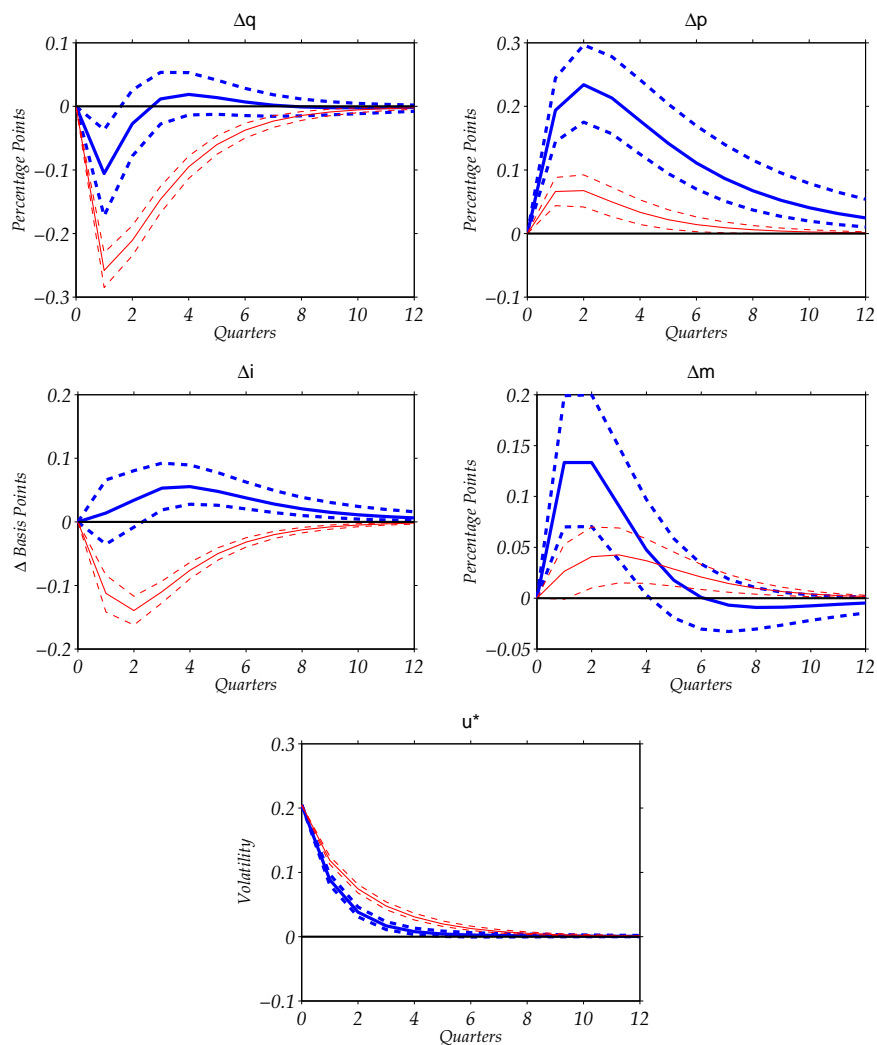 Δq
Percentage Points
0.1
0
−0.1
−0.2
−0.3
0 2 4 6 8 10 12
Quarters
Δp
Percentage Points
0.3
0.2
0.1
0
−0.1
0 2 4 6 8 10 12
Quarters
Δi
Δ Basis Points
0.2
0.1
0
−0.1
−0.2
0 2 4 6 8 10 12
Quarters
Δm
Percentage Points
0.2
0.15
0.1
0.05
0
−0.05
0 2 4 6 8 10 12
Quarters
u*
Volatility
0.3
0.2
0.1
0
−0.1
0 2 4 6 8 10 12
Quarters